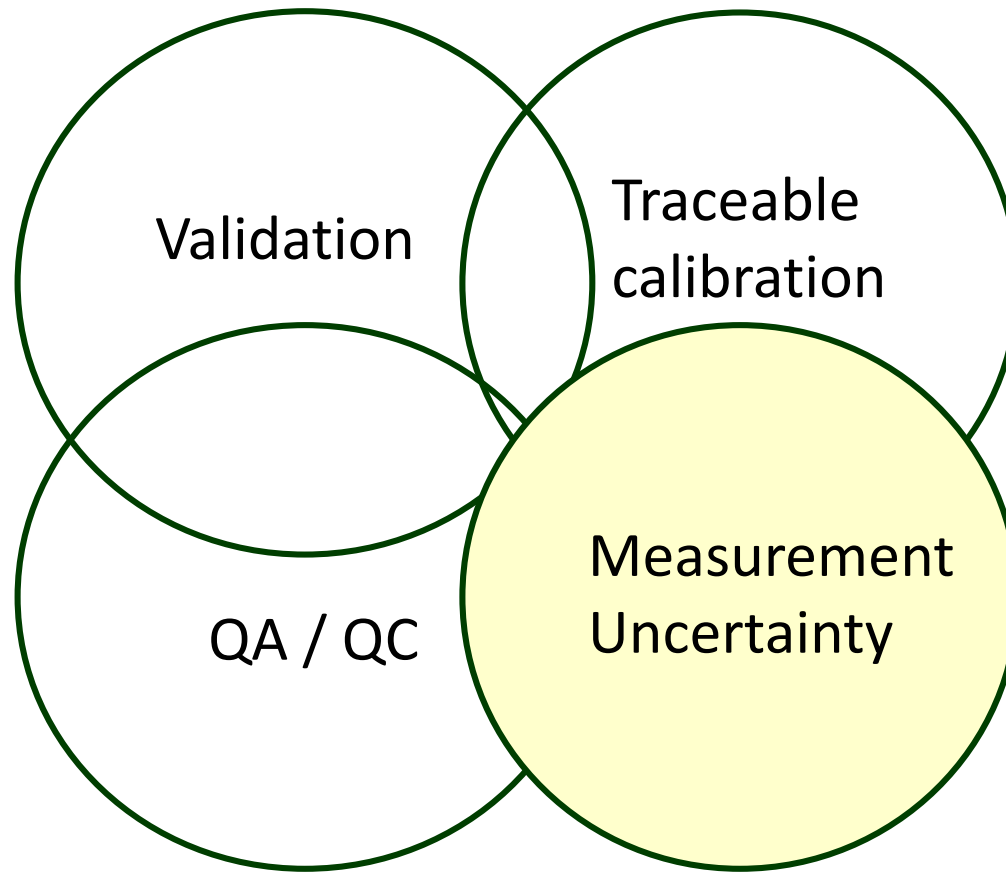 Validation
Traceable
calibration
QA / QC
Measurement
Uncertainty